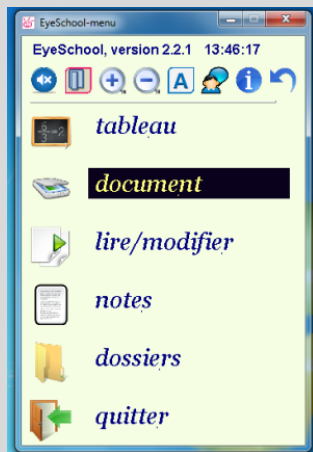 EyeSchool-menu
EyeSchool, version 2.2.1 13:46:17
A
tableau
document
lire/modifier
notes
dossiers
quitter